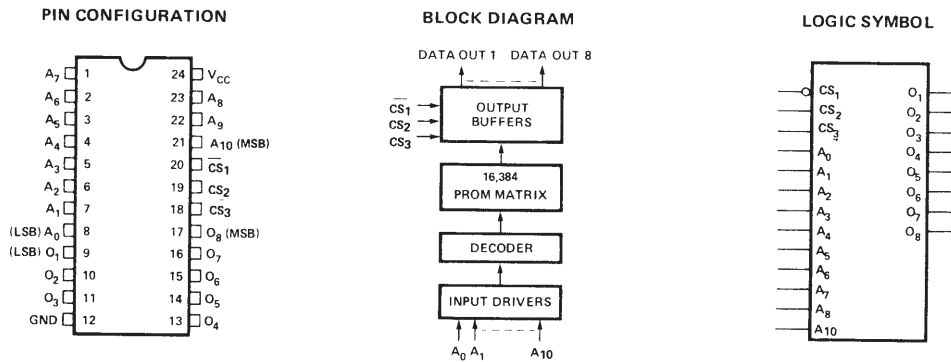 PIN CONFIGURATION
A7 1 24 VCC
A6 2 23 A8
A5 3 22 A9
A4 4 21 A10 (MSB)
A3 5 20 CS1
A2 6 19 CS2
A1 7 18 CS3
(LSB) A0 8 17 O8 (MSB)
(LSB) O1 9 16 O7
O2 10 15 O6
O3 11 14 O5
GND 12 13 O4
BLOCK DIAGRAM
DATA OUT 1 DATA OUT 8
CS1
CS2
CS3
OUTPUT
BUFFERS
16,384
PROM MATRIX
DECODER
INPUT DRIVERS
A0 A1 A10
LOGIC SYMBOL
CS1 O1
CS2 O2
CS3 O3
A0 O4
A1 O5
A2 O6
A3 O7
A4 O8
A5
A6
A7
A8
A10